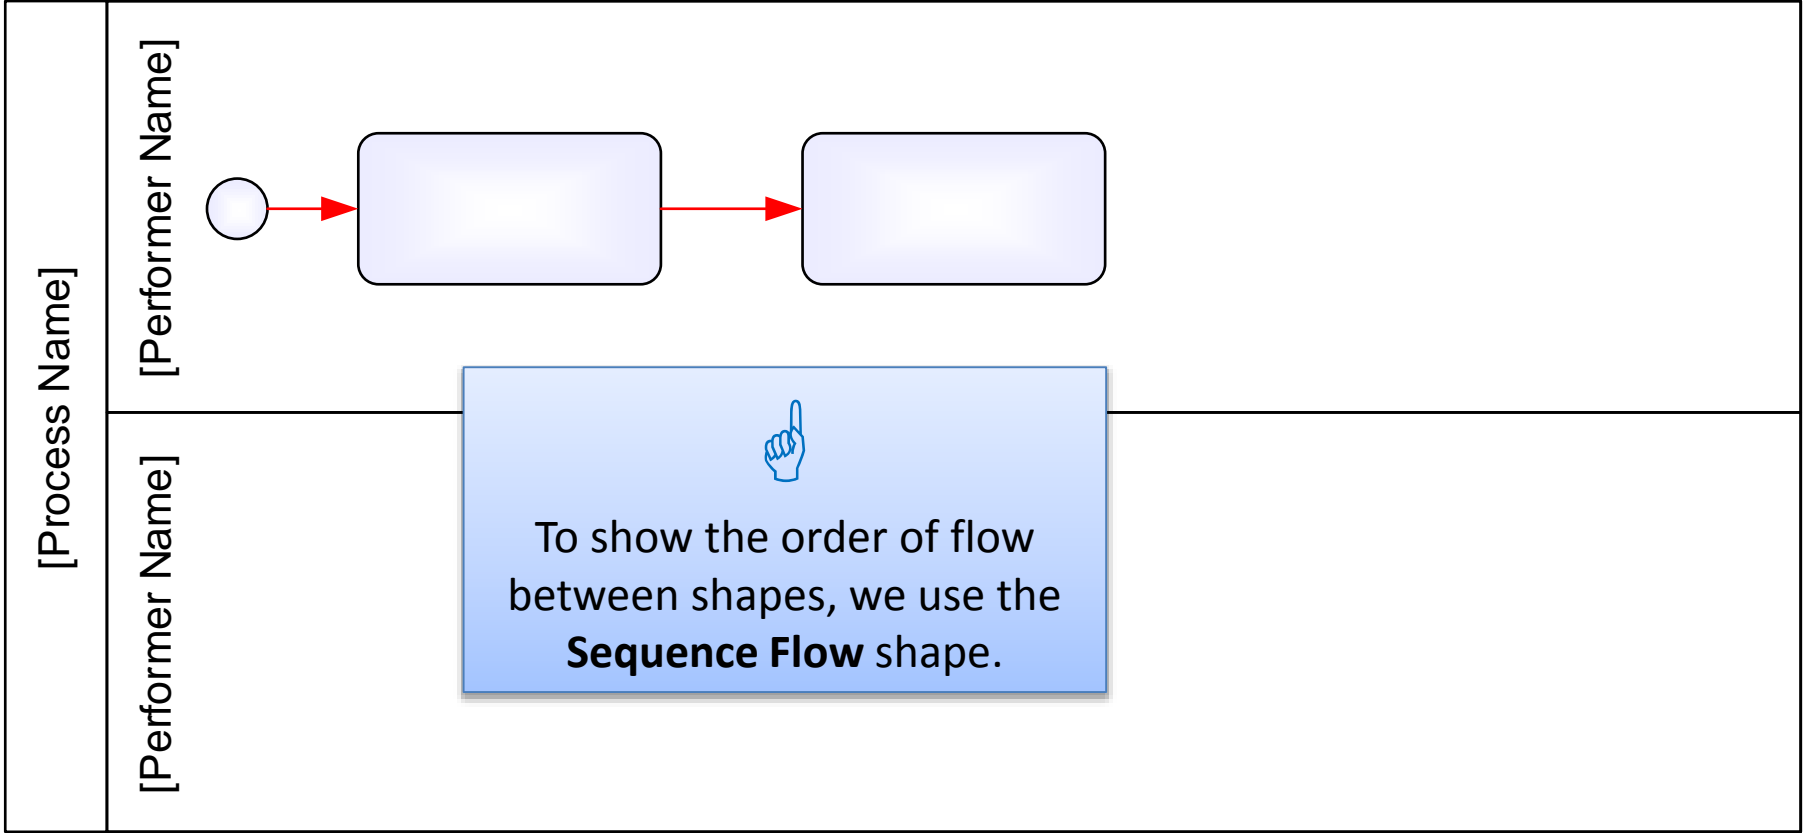 [Process Name]
[Performer Name]
[Performer Name]
To show the order of flow
between shapes, we use the
Sequence Flow shape.